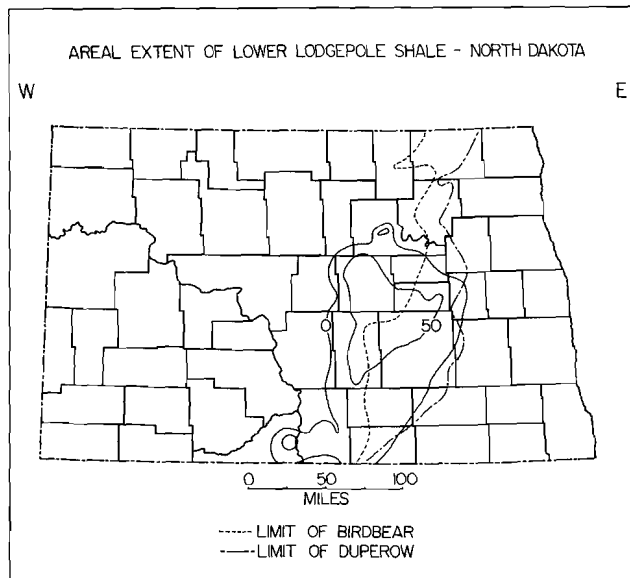 AREAL EXTENT OF LOWER LODGEPOLE SHALE - NORTH DAKOTA
W E
0 50
0 50 100
MILES
LIMIT OF BIRDBEAR
LIMIT OF DUPEROW